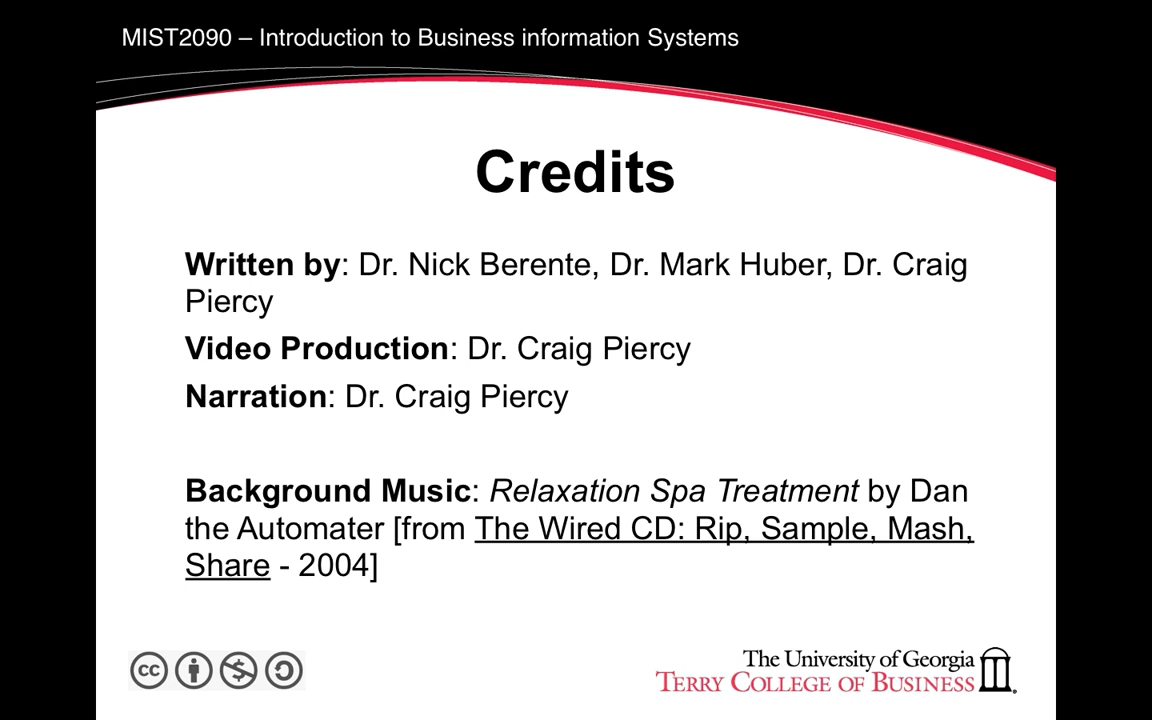 MIST2090 – Introduction to Business information Systems
Credits
Written by: Dr. Nick Berente, Dr. Mark Huber, Dr. Craig
Piercy
Video Production: Dr. Craig Piercy
Narration: Dr. Craig Piercy
Background Music: Relaxation Spa Treatment by Dan
the Automater [from The Wired CD: Rip, Sample, Mash,
Share - 2004]
cc
The University of Georgia
TERRY COLLEGE OF BUSINESS